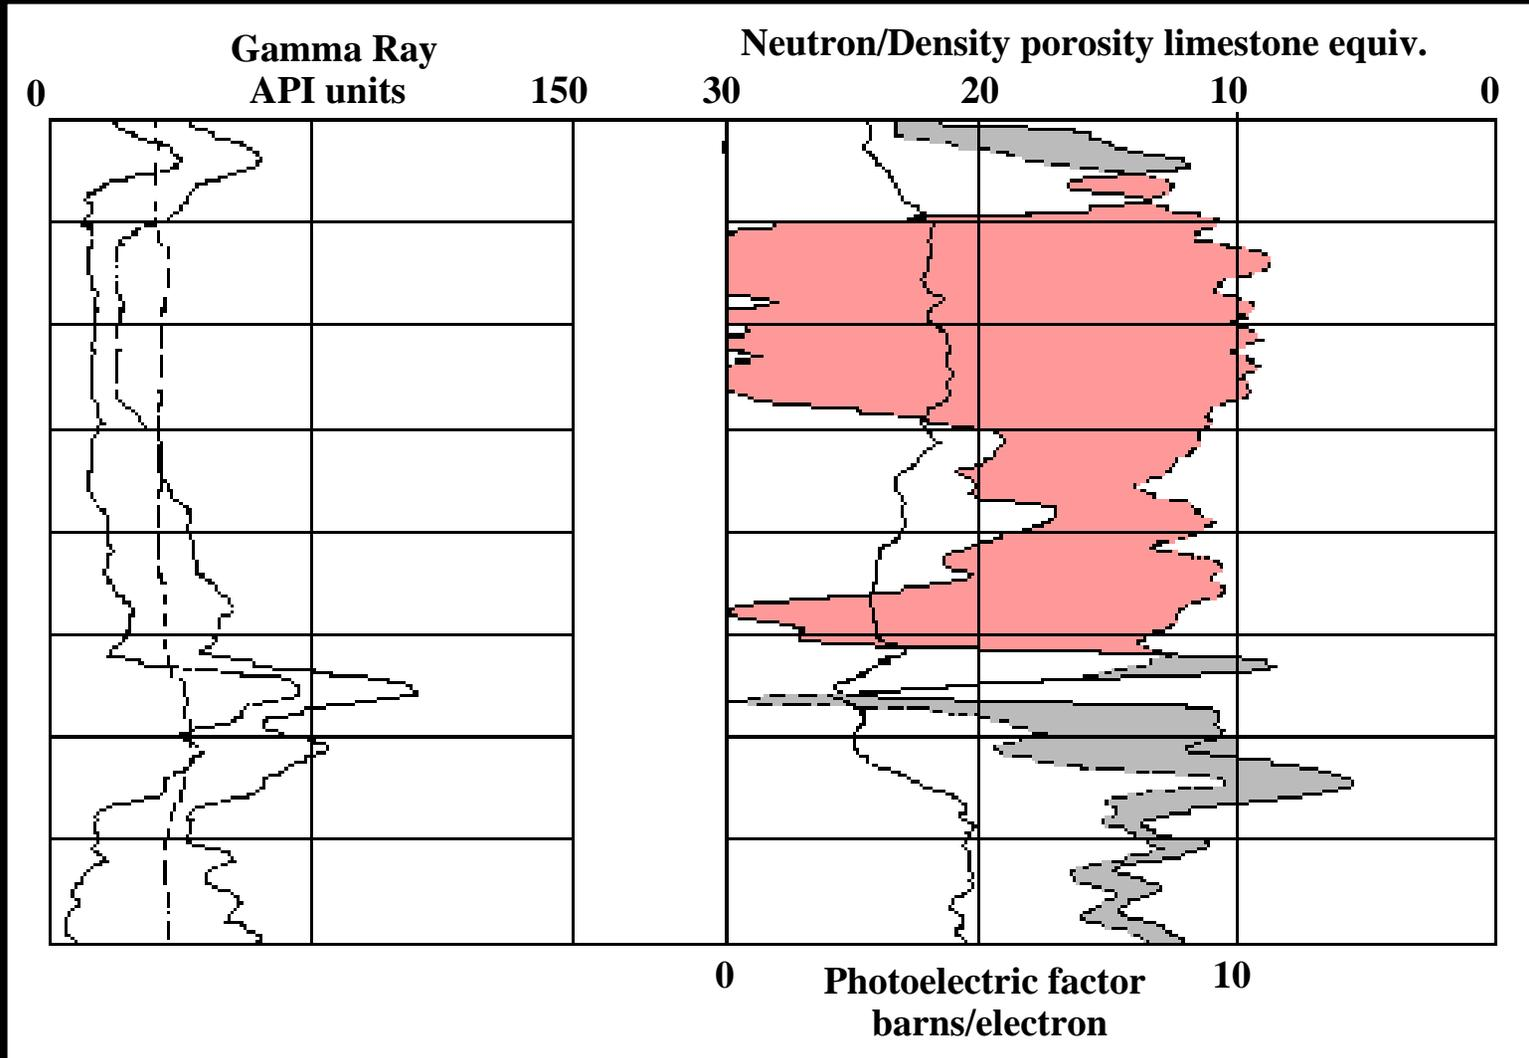 Gamma Ray
API units
0 150
Neutron/Density porosity limestone equiv.
30 20 10 0
0 10
Photoelectric factor
barns/electron